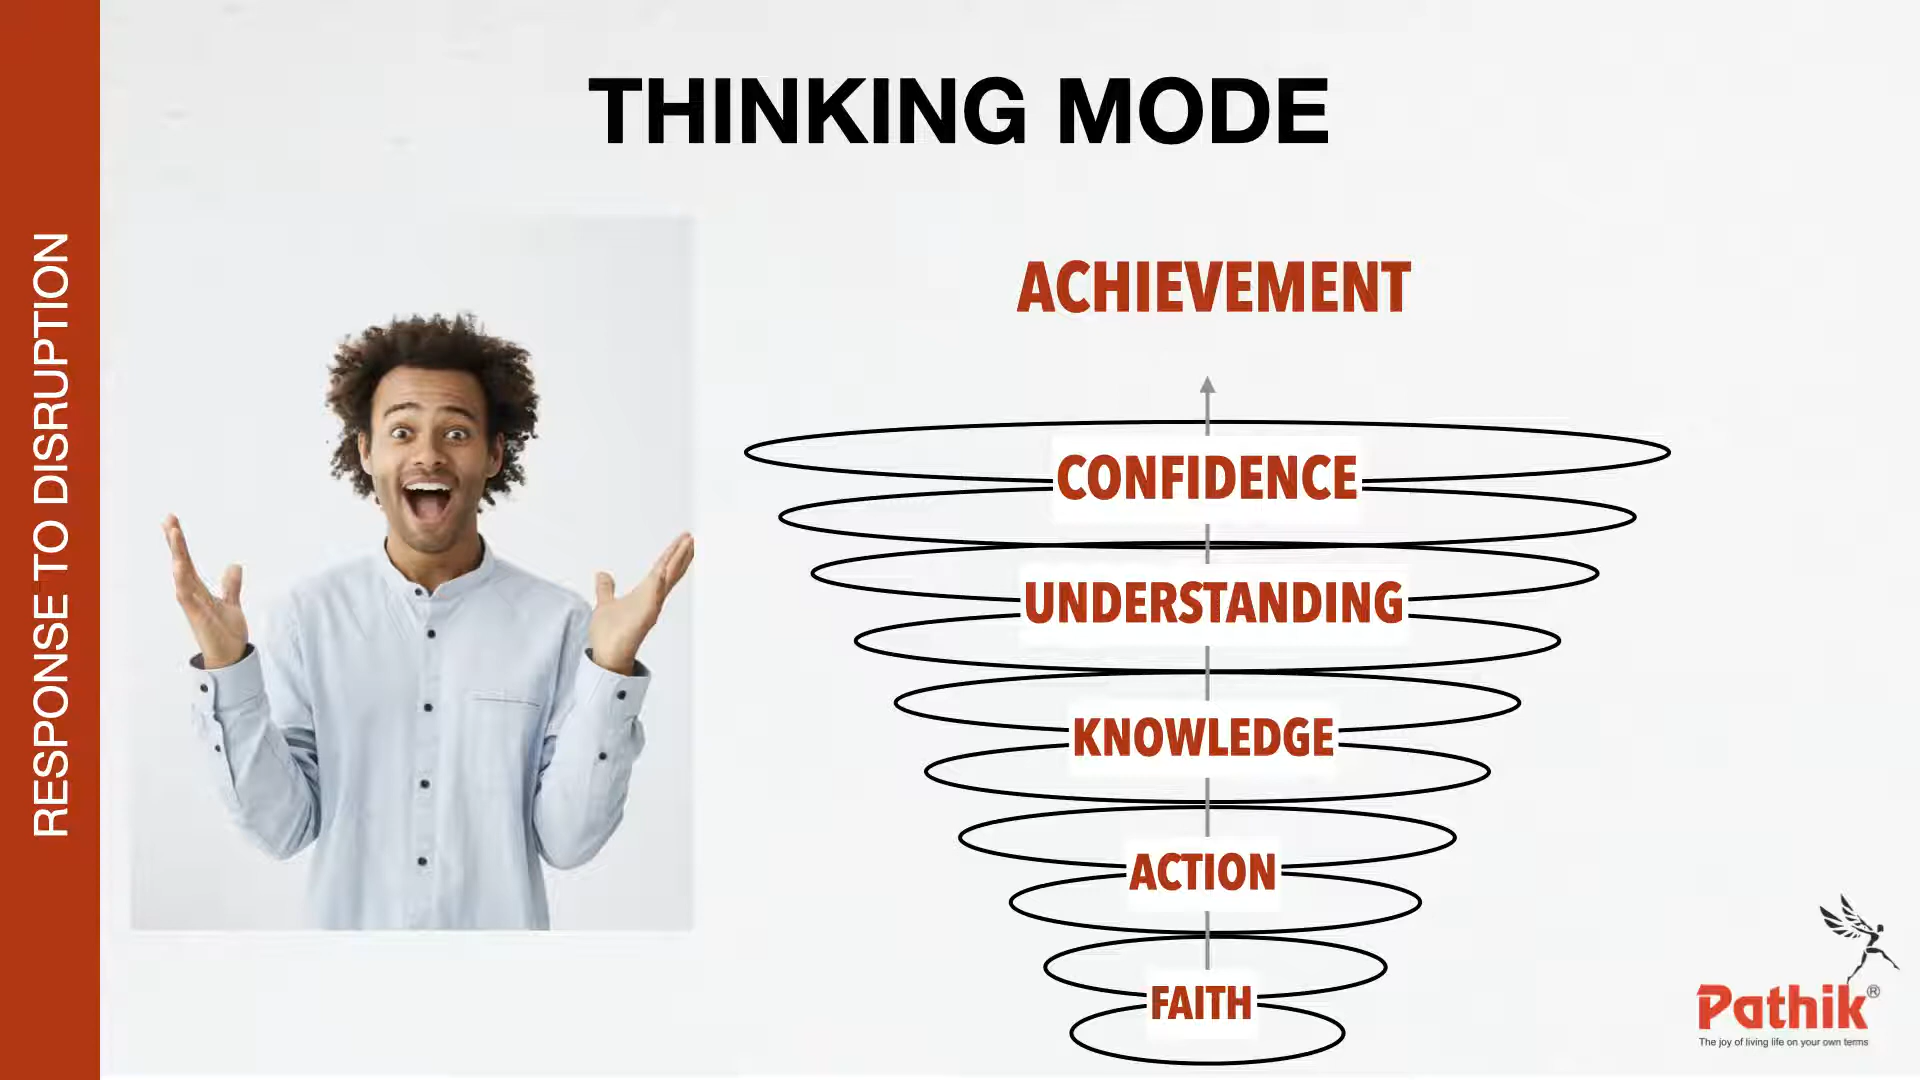 THINKING MODE
RESPONSE TO DISRUPTION
ACHIEVEMENT
CONFIDENCE
UNDERSTANDING
KNOWLEDGE
ACTION
FAITH
Pathik®
The joy of living life on your own terms